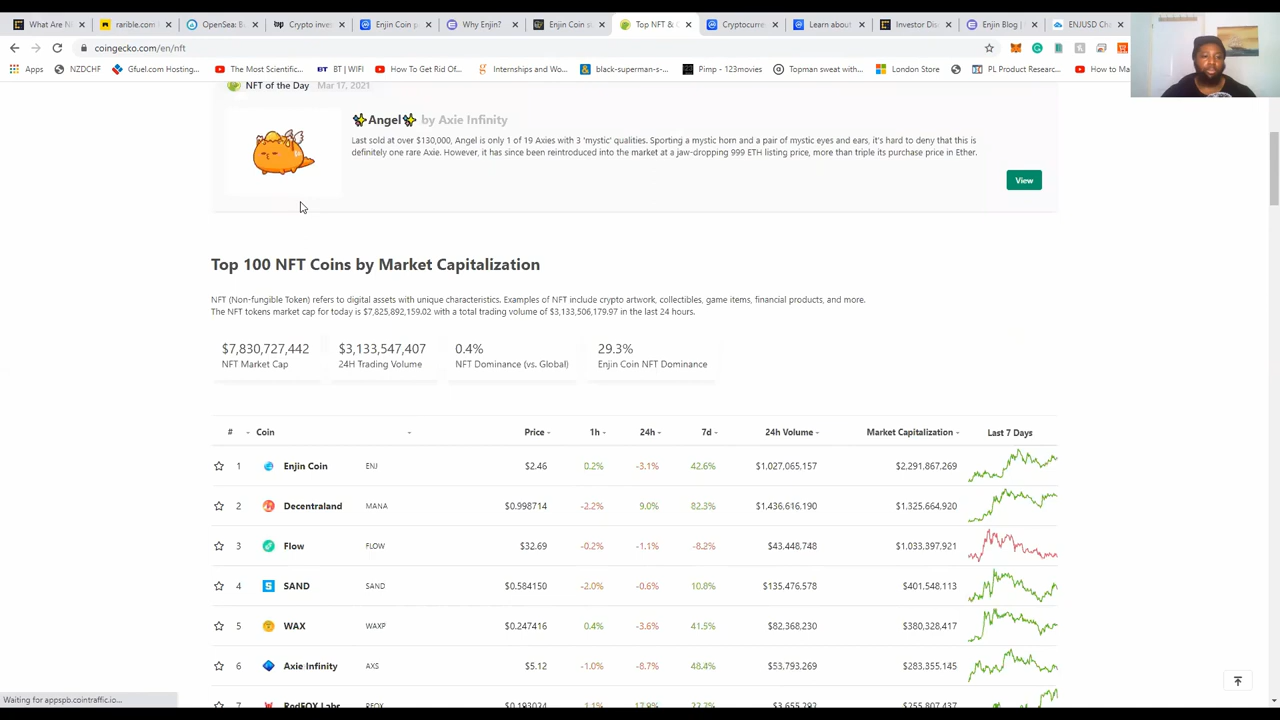 What Are NF
rarible.com
OpenSea: B
Crypto inves
Enjin Coin p
Why Enjin?
Enjin Coin s
Top NFT & C
Cryptocurre
Learn about
Investor Dis
Enjin Blog |
ENJUSD Cha
coingecko.com/en/nft
Apps
NZDCHF
Gfuel.com Hosting...
The Most Scientific...
BT | WIFI
How To Get Rid Of...
Internships and Wo...
black-superman-s-...
Pimp - 123movies
Topman sweat with...
London Store
PL Product Resear...
How to Ma
NFT of the Day Mar 17, 2021
Angel by Axie Infinity
Last sold at over $130,000, Angel is only 1 of 19 Axies with 3 'mystic' qualities. Sporting a mystic horn and a pair of mystic eyes and ears, it's hard to deny that this is
definitely one rare Axie. However, it has since been reintroduced into the market at a jaw-dropping 999 ETH listing price, more than triple its purchase price in Ether.
View
Top 100 NFT Coins by Market Capitalization
NFT (Non-fungible Token) refers to digital assets with unique characteristics. Examples of NFT include crypto artwork, collectibles, game items, financial products, and more.
The NFT tokens market cap for today is $7,825,892,159.02 with a total trading volume of $3,133,506,179.97 in the last 24 hours.
$7,830,727,442 $3,133,547,407 0.4% 29.3%
NFT Market Cap 24H Trading Volume NFT Dominance (vs. Global) Enjin Coin NFT Dominance
# Coin Price 1h 24h 7d 24h Volume Market Capitalization Last 7 Days
1 Enjin Coin ENJ $2.46 0.2% -3.1% 42.6% $1,027,065,157 $2,291,867,269
2 Decentraland MANA $0.998714 -2.2% 9.0% 82.3% $1,436,616,190 $1,325,664,920
3 Flow FLOW $32.69 -0.2% -1.1% -8.2% $43,448,748 $1,033,397,921
4 SAND SAND $0.584150 -2.0% -0.6% 10.8% $135,476,578 $401,548,113
5 WAX WAXP $0.247416 0.4% -3.6% 41.5% $82,368,230 $380,328,417
6 Axie Infinity AXS $5.12 -1.0% -8.7% 48.4% $53,793,269 $283,355,145
7 RedFOX Labs RFOX
Waiting for appspb.cointraffic.io...